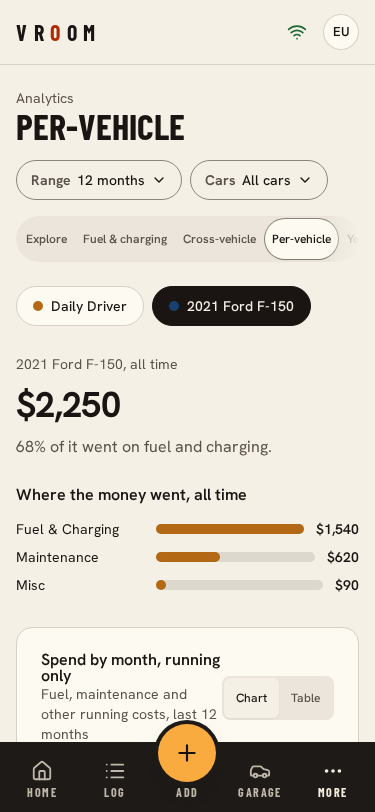 VROOM
EU
Analytics
PER-VEHICLE
Range 12 months
Cars All cars
Explore Fuel & charging Cross-vehicle Per-vehicle
Daily Driver
2021 Ford F-150
2021 Ford F-150, all time
$2,250
68% of it went on fuel and charging.
Where the money went, all time
Fuel & Charging $1,540
Maintenance $620
Misc $90
Spend by month, running
only
Fuel, maintenance and
other running costs, last 12
months
Chart Table
HOME LOG ADD GARAGE MORE